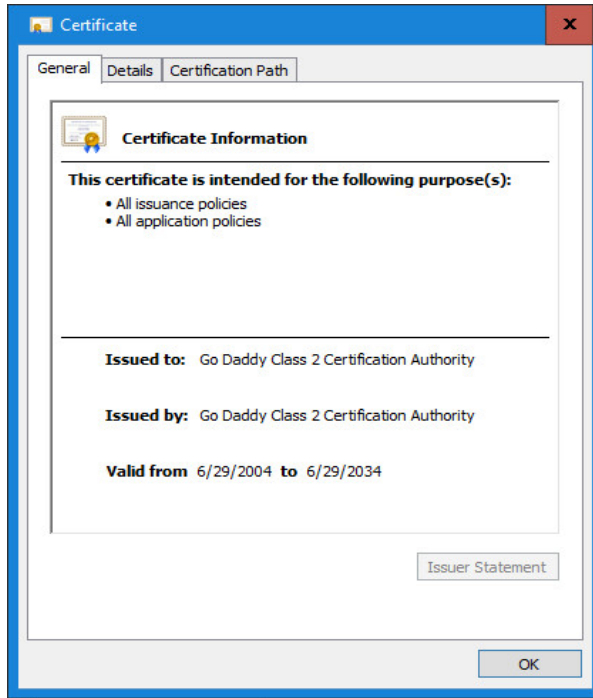 Certificate
x
General Details Certification Path
Certificate Information
This certificate is intended for the following purpose(s):
• All issuance policies
• All application policies
Issued to: Go Daddy Class 2 Certification Authority
Issued by: Go Daddy Class 2 Certification Authority
Valid from 6/29/2004 to 6/29/2034
Issuer Statement
OK